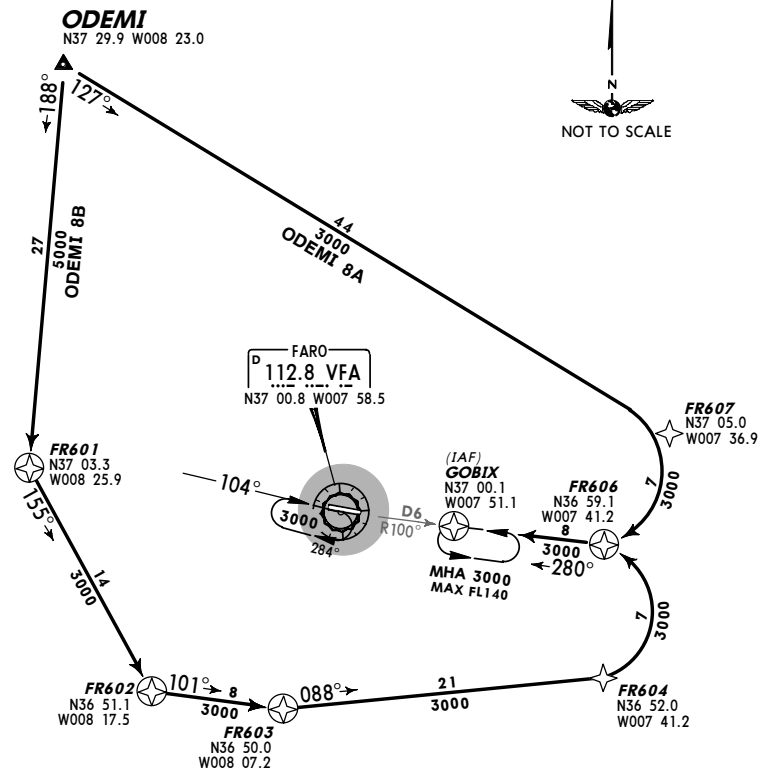 ODEMI
N37 29.9 W008 23.0
N
NOT TO SCALE
188°
127°
27
5000
ODEMI 8B
44
3000
ODEMI 8A
FARO
D
112.8 VFA
N37 00.8 W007 58.5
FR607
N37 05.0
W007 36.9
7
3000
FR601
N37 03.3
W008 25.9
155°
104°
3000
284°
D6
R100°
(IAF)
GOBIX
N37 00.1
W007 51.1
FR606
N36 59.1
W007 41.2
8
3000
280°
MHA 3000
MAX FL140
14
3000
7
3000
FR602
N36 51.1
W008 17.5
101°
8
3000
088°
21
3000
FR603
N36 50.0
W008 07.2
FR604
N36 52.0
W007 41.2